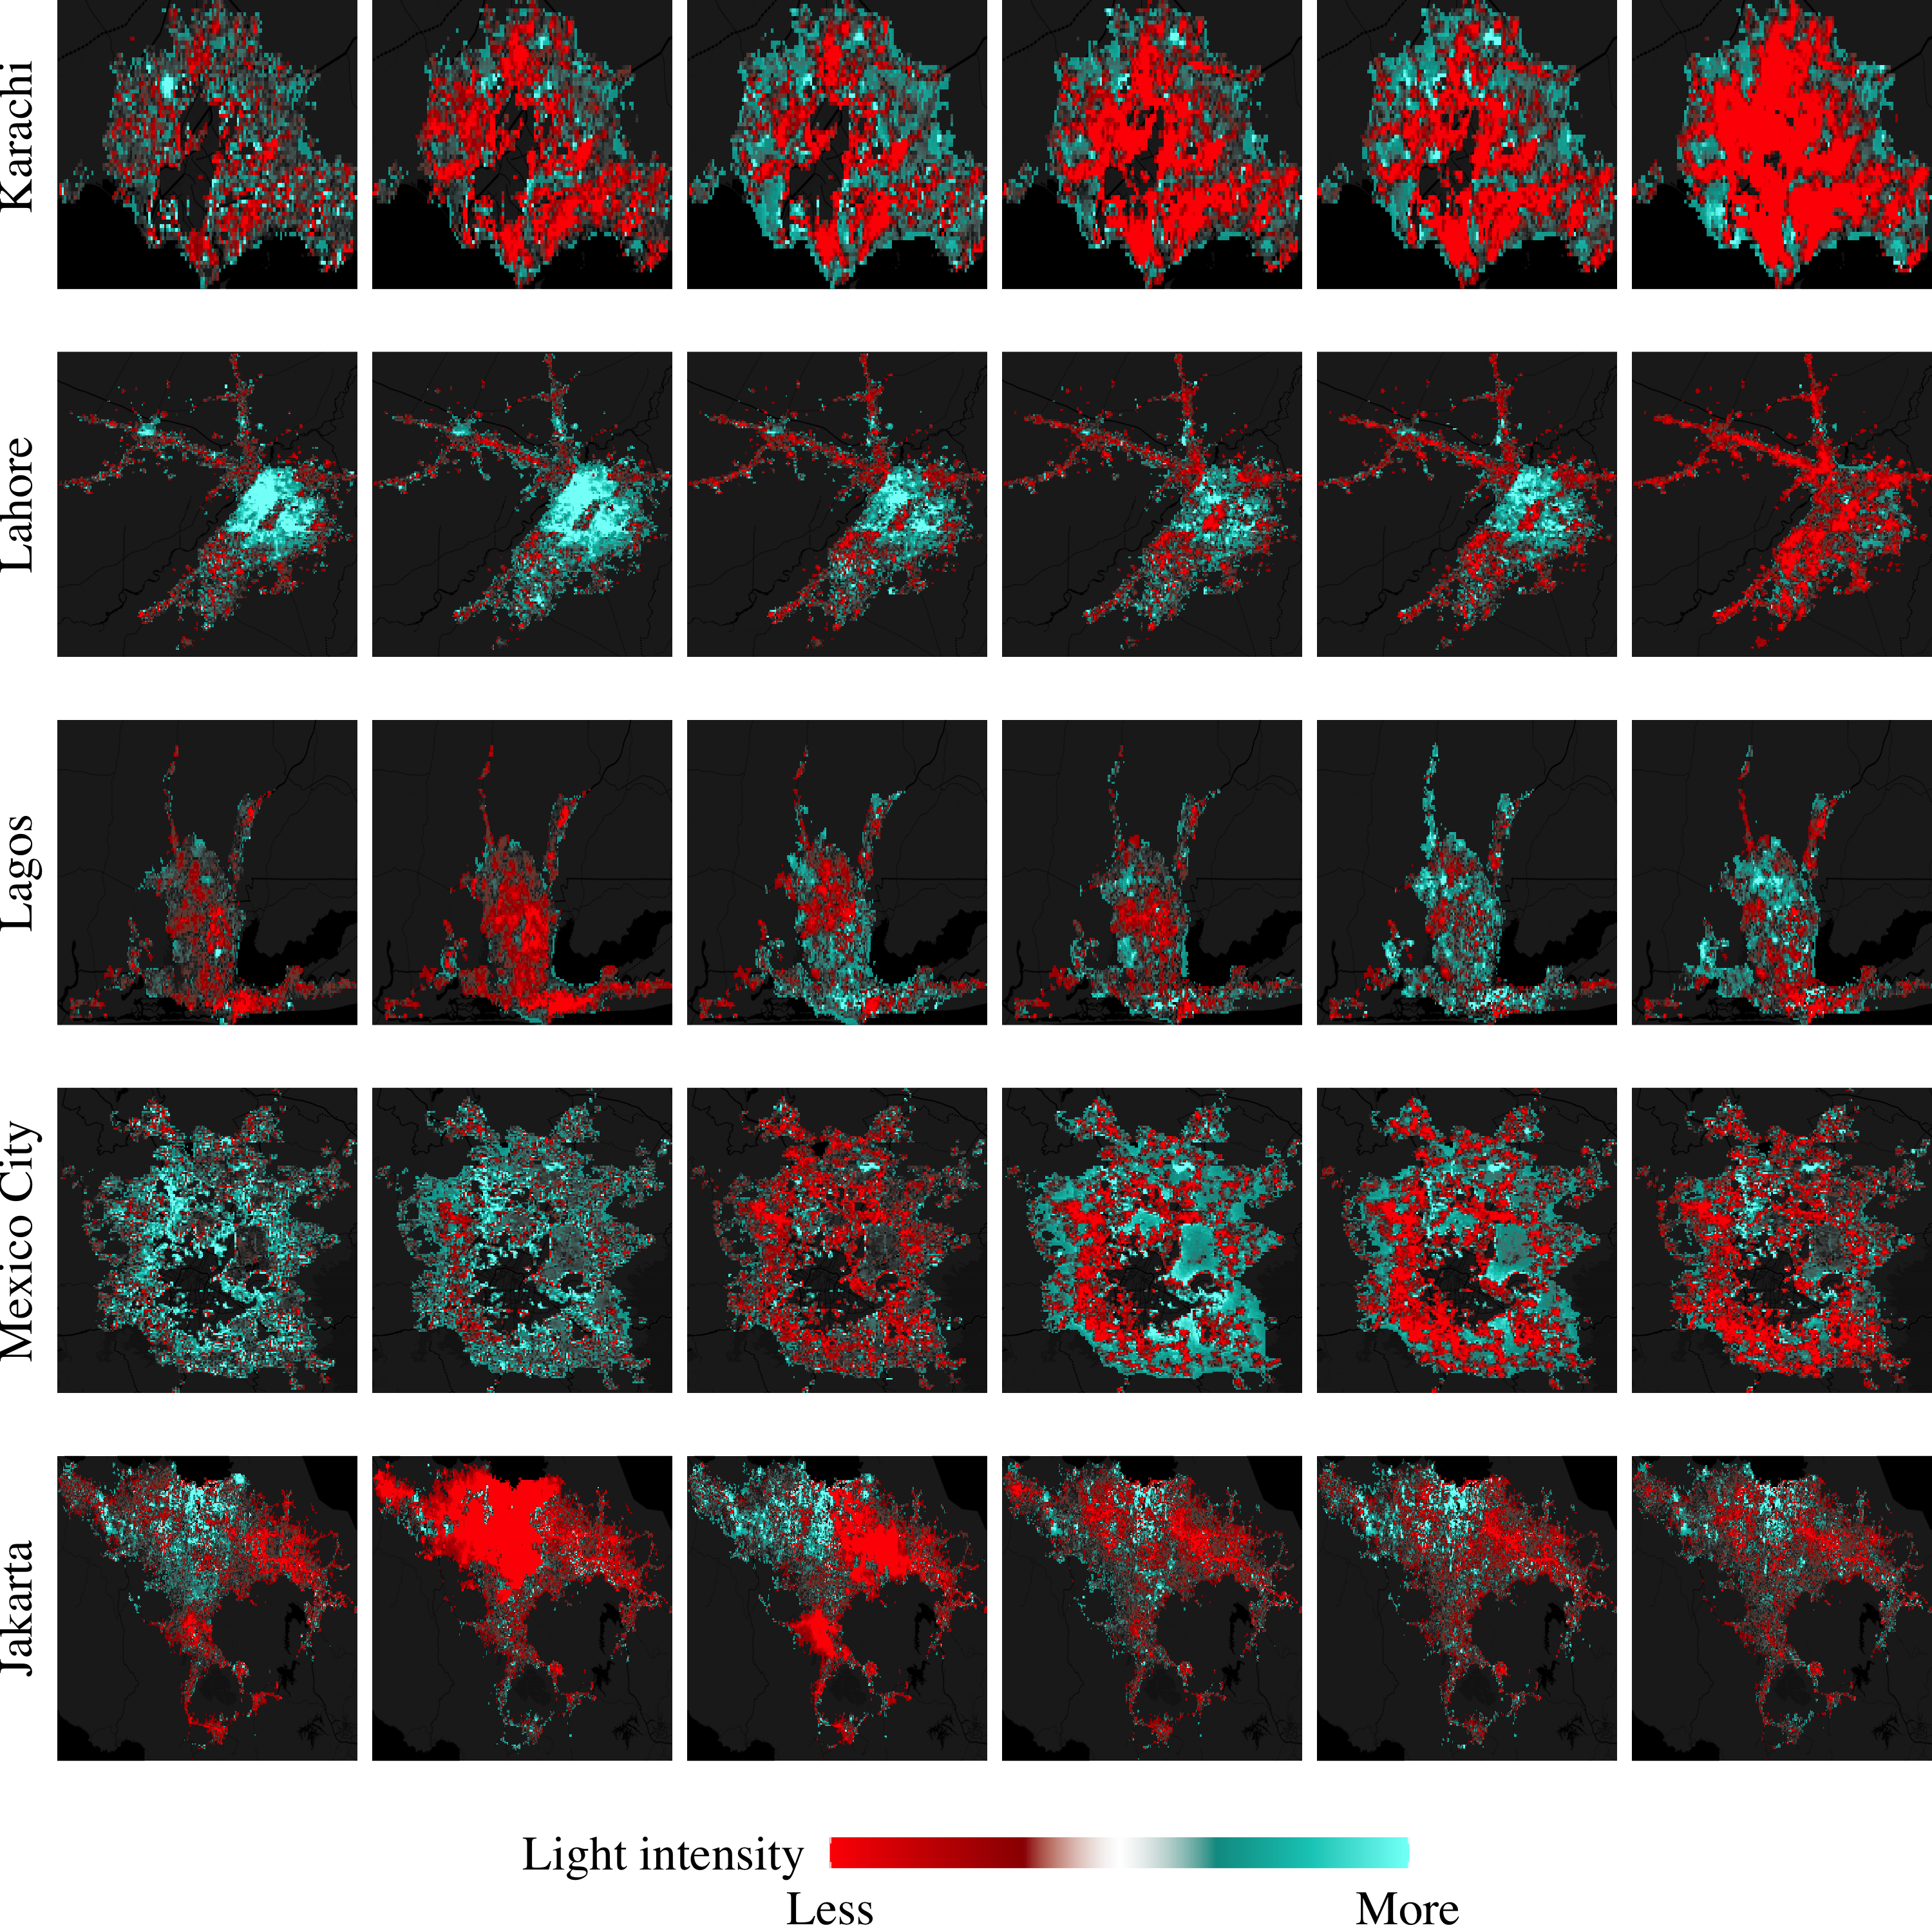 Karachi
Lahore
Lagos
Mexico City
Jakarta
Light intensity
Less
More